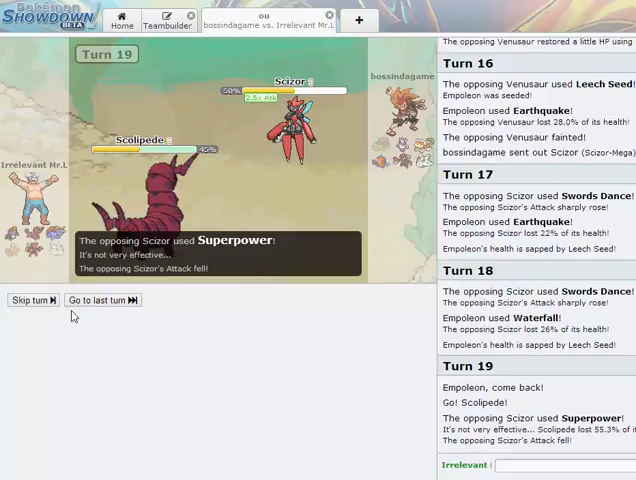 Pokémon
SHOWDOWN
BETA
Home
Teambuilder
ou
bossindagame vs. Irrelevant Mr.L
Turn 19
Scizor
50%
2.5x Atk
bossindagame
Scolipede
45%
Irrelevant Mr.L
The opposing Scizor used Superpower!
It's not very effective...
The opposing Scizor's Attack fell!
Skip turn
Go to last turn
The opposing Venusaur restored a little HP using
Turn 16
The opposing Venusaur used Leech Seed!
Empoleon was seeded!
Empoleon used Earthquake!
The opposing Venusaur lost 28.0% of its health!
The opposing Venusaur fainted!
bossindagame sent out Scizor (Scizor-Mega)
Turn 17
The opposing Scizor used Swords Dance!
The opposing Scizor's Attack sharply rose!
Empoleon used Earthquake!
The opposing Scizor lost 22% of its health!
Empoleon's health is sapped by Leech Seed!
Turn 18
The opposing Scizor used Swords Dance!
The opposing Scizor's Attack sharply rose!
Empoleon used Waterfall!
The opposing Scizor lost 26% of its health!
Empoleon's health is sapped by Leech Seed!
Turn 19
Empoleon, come back!
Go! Scolipede!
The opposing Scizor used Superpower!
It's not very effective... Scolipede lost 55.3% of it
The opposing Scizor's Attack fell!
Irrelevant